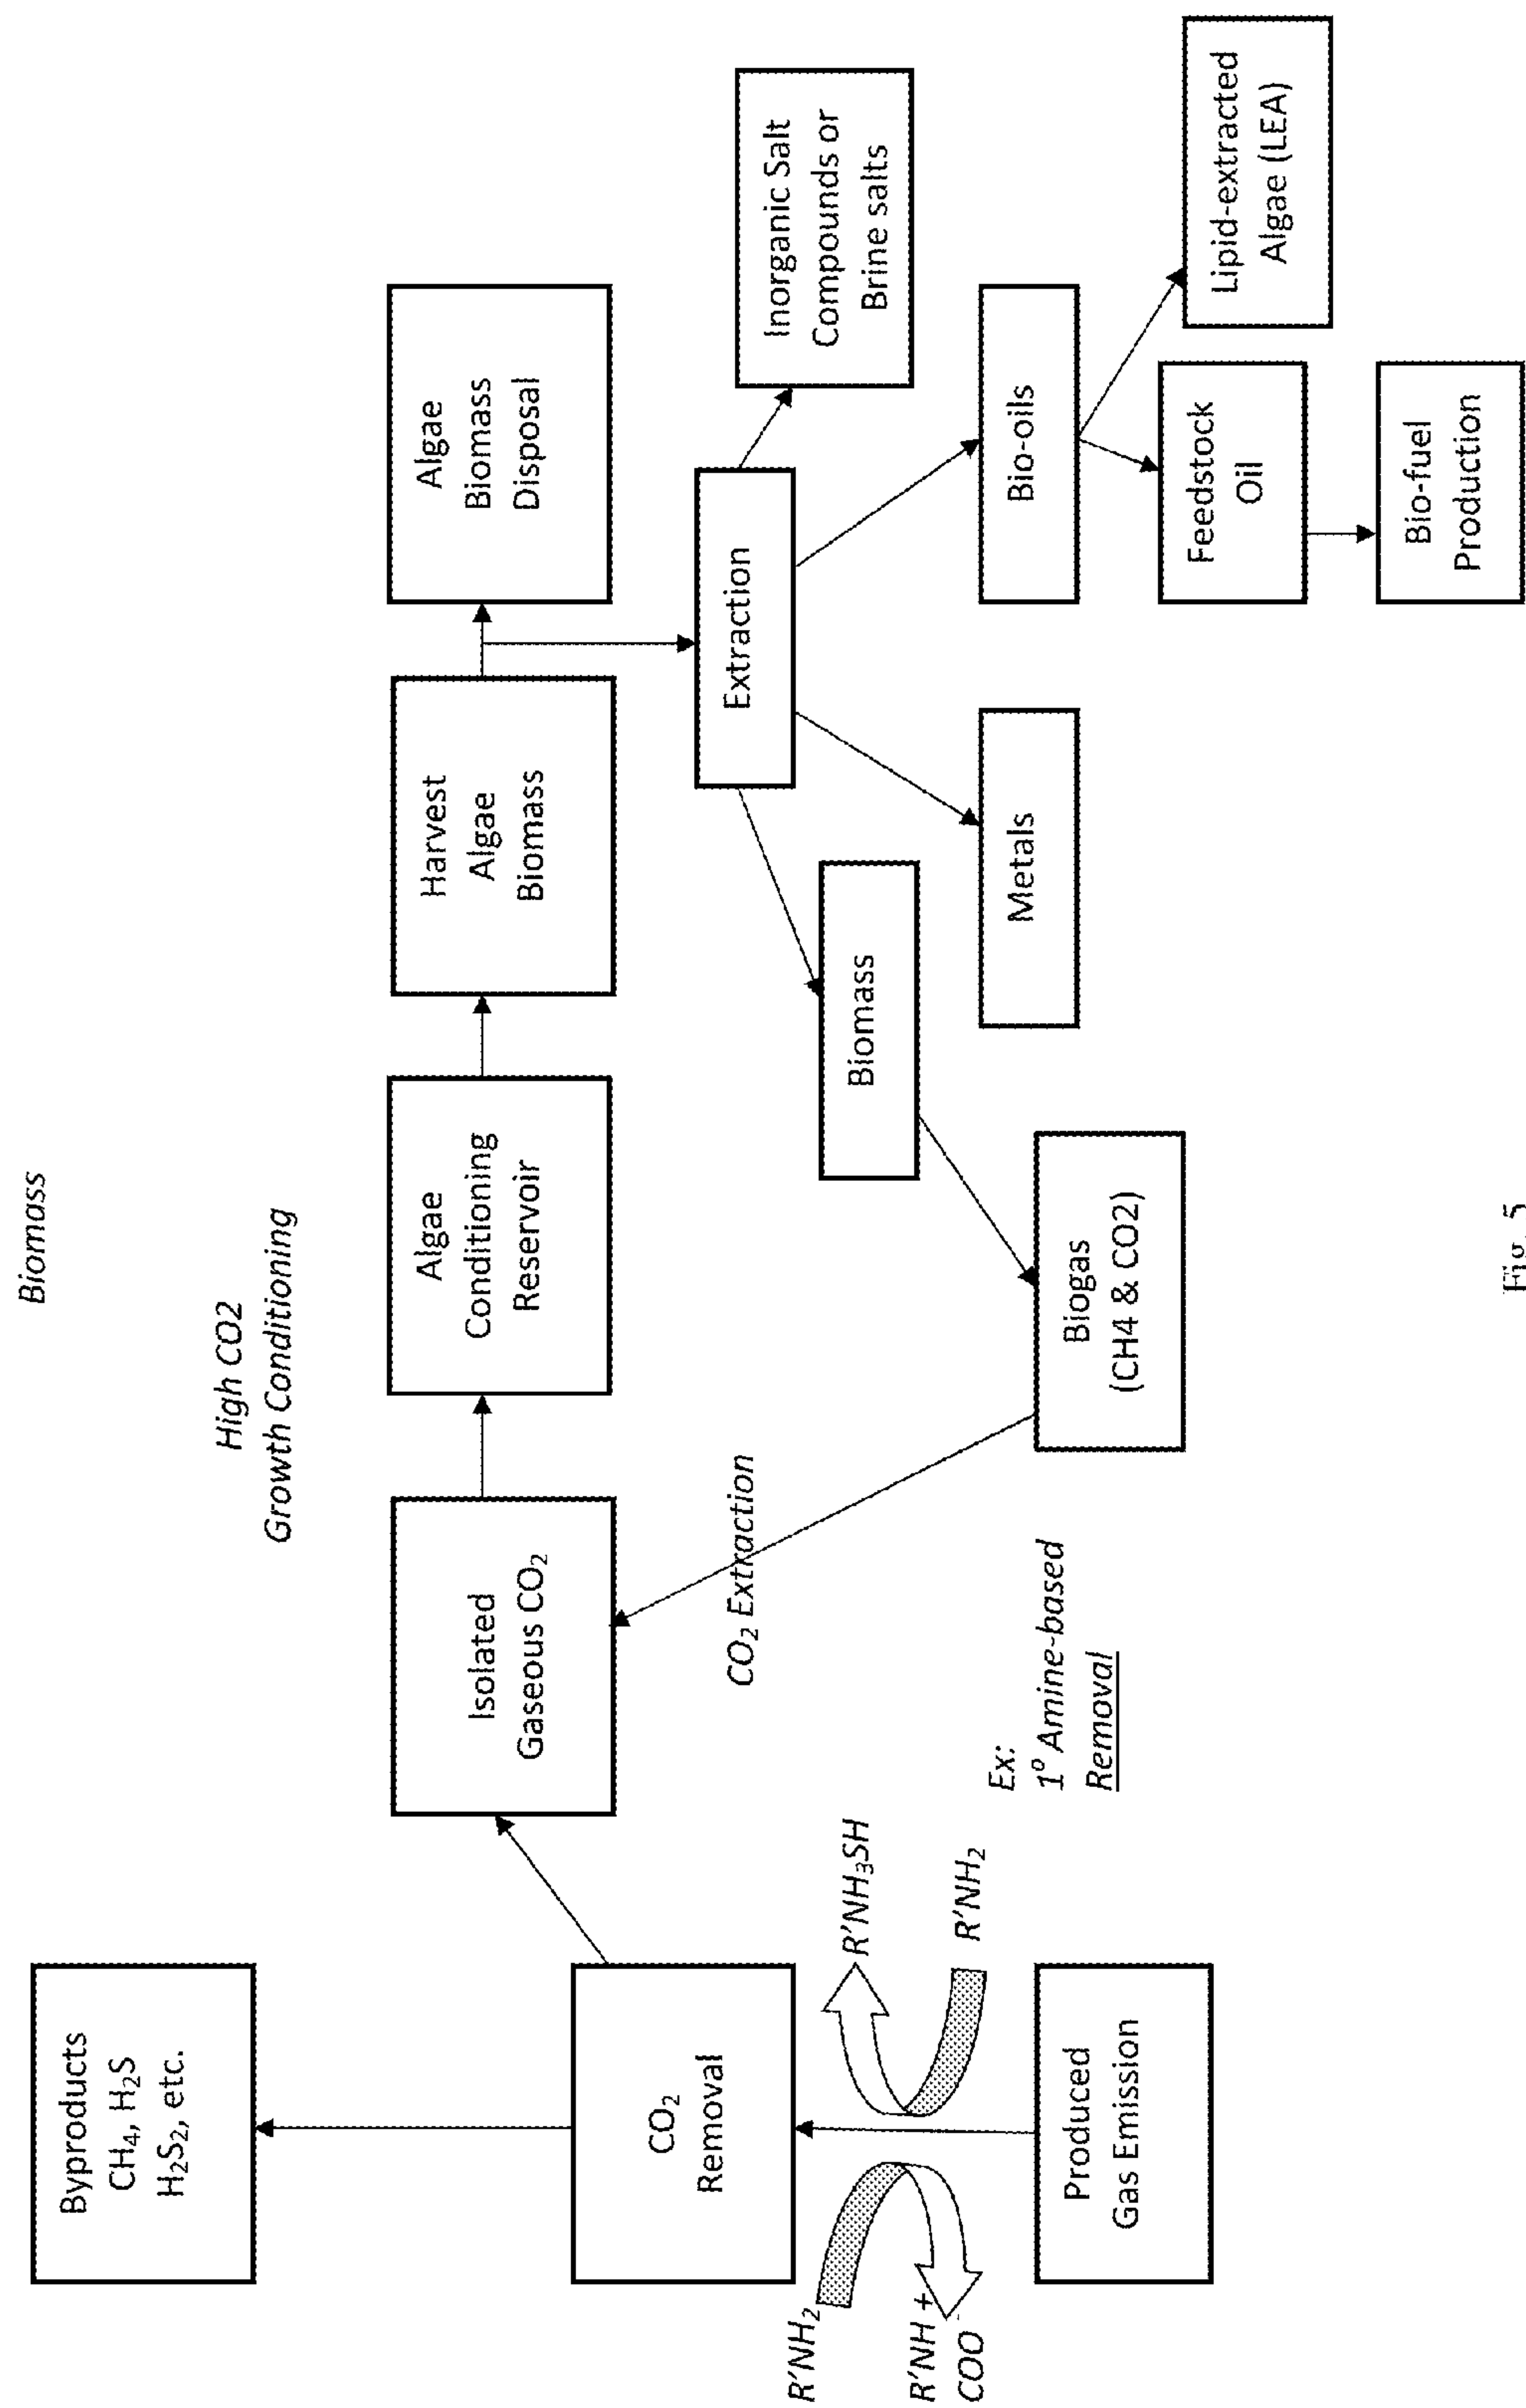 Biomass
High CO2
Growth Conditioning
Byproducts
CH₄, H₂S
H₂S₂, etc.
Isolated
Gaseous CO₂
Algae
Conditioning
Reservoir
Harvest
Algae
Biomass
Algae
Biomass
Disposal
CO₂
Removal
CO₂ Extraction
Extraction
Inorganic Salt
Compounds or
Brine salts
R'NH₂
R'NH +
COO⁻
R'NH₃SH
R'NH₂
Biomass
Metals
Bio-oils
Ex:
1° Amine-based
Removal
Produced
Gas Emission
Biogas
(CH4 & CO2)
Feedstock
Oil
Lipid-extracted
Algae (LEA)
Bio-fuel
Production
Fig. 5